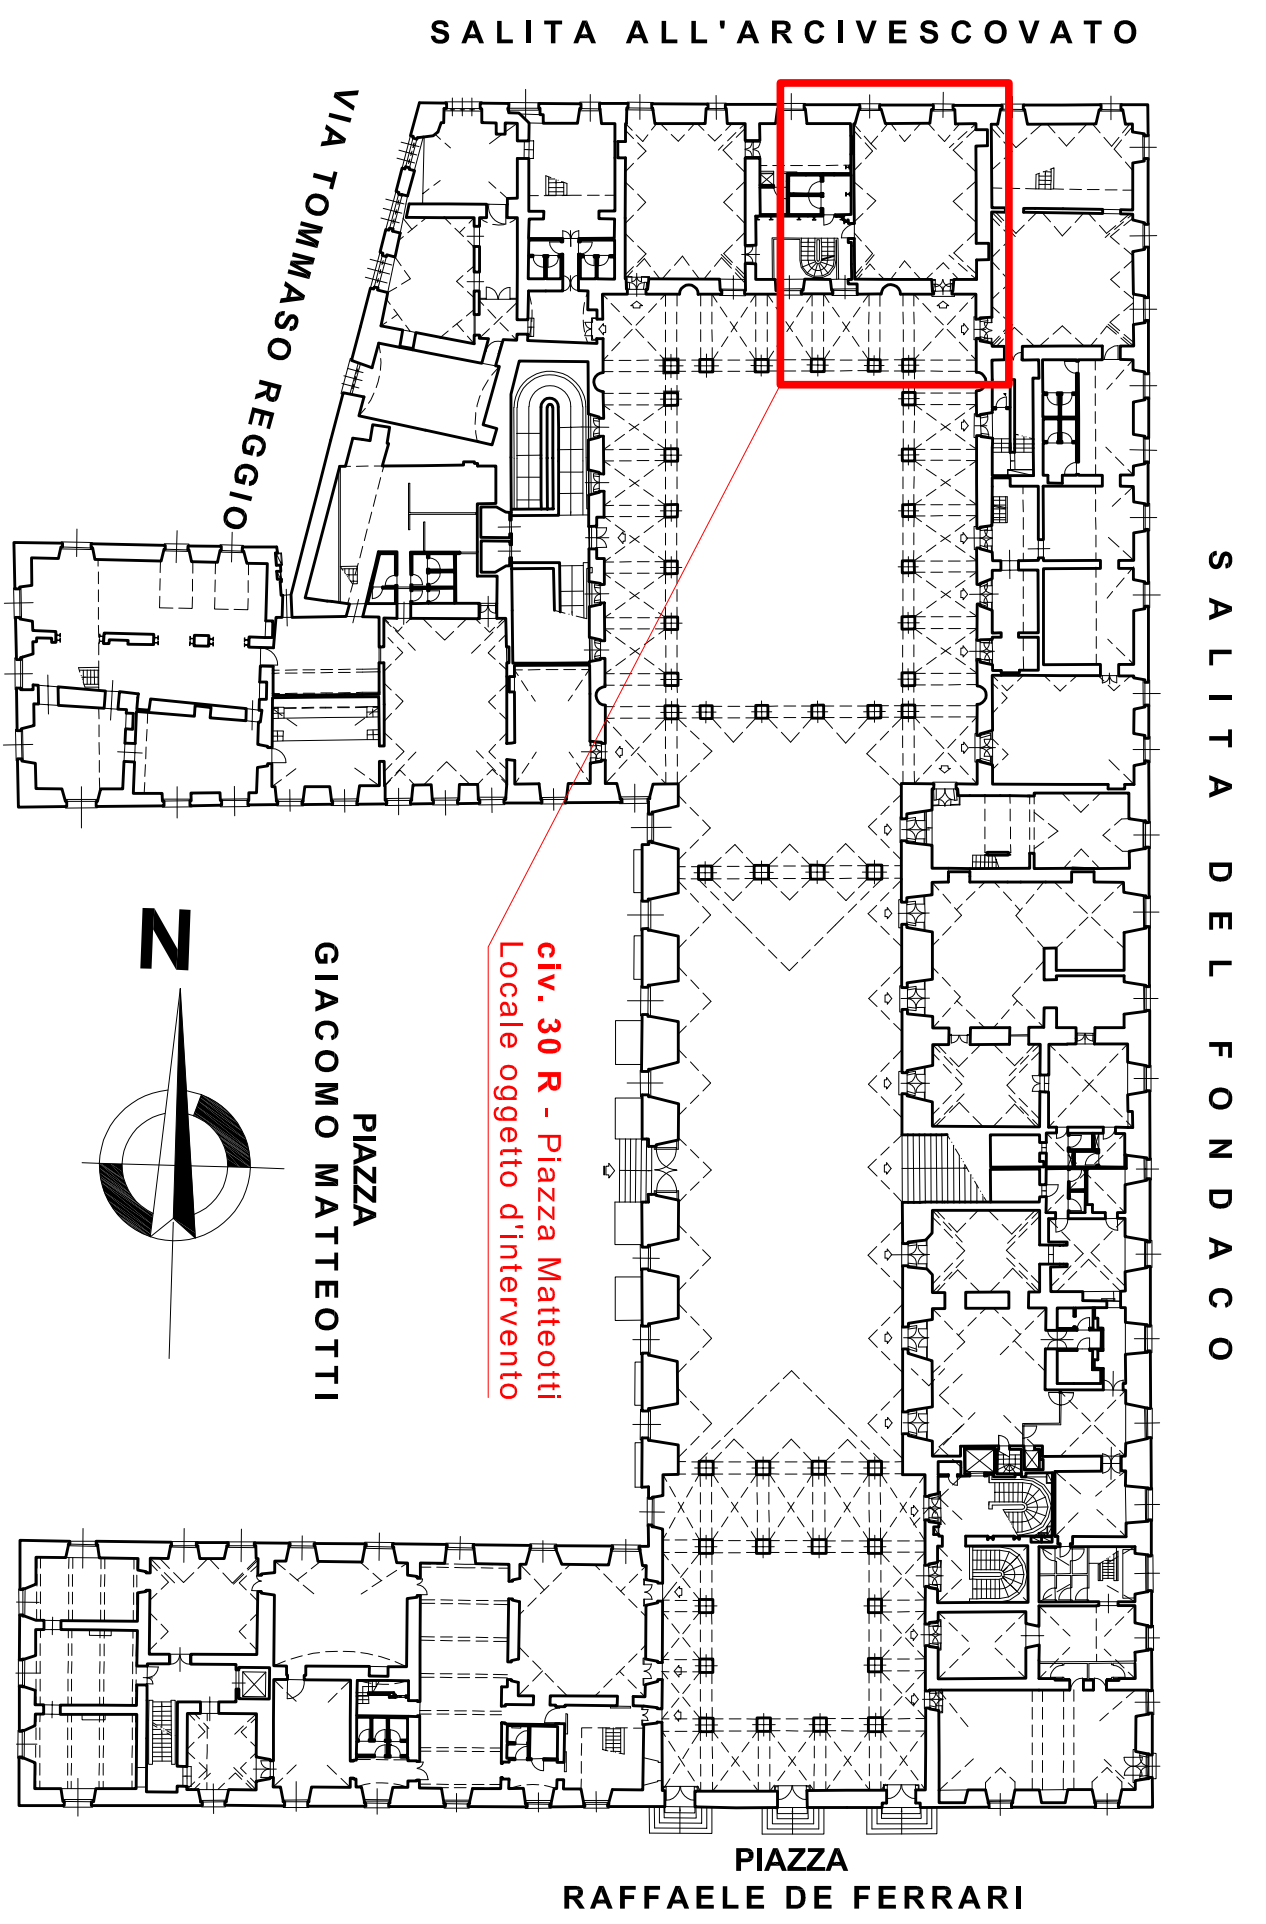 SALITA ALL'ARCIVESCOVATO
VIA TOMMASO REGGIO
SALITA DEL FONDACO
N
PIAZZA
GIACOMO MATTEOTTI
civ. 30 R - Piazza Matteotti
Locale oggetto d'intervento
PIAZZA
RAFFAELE DE FERRARI